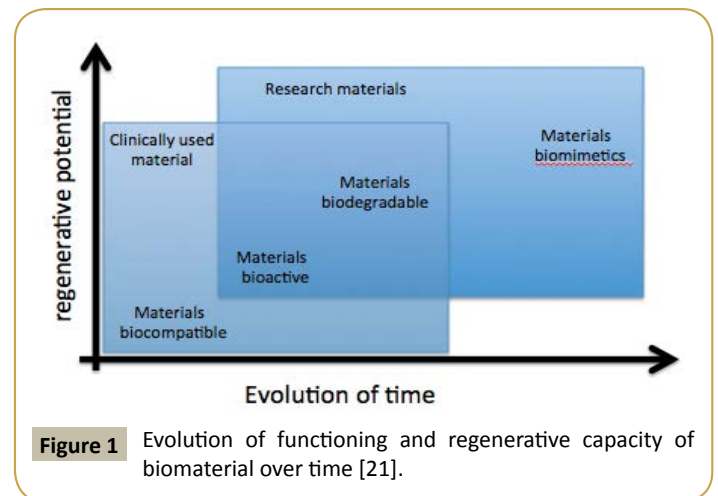 regenerative potential
Research materials
Clinically used
material
Materials
biomimetics
Materials
biodegradable
Materials
bioactive
Materials
biocompatible
Evolution of time
Figure 1 Evolution of functioning and regenerative capacity of
biomaterial over time [21].